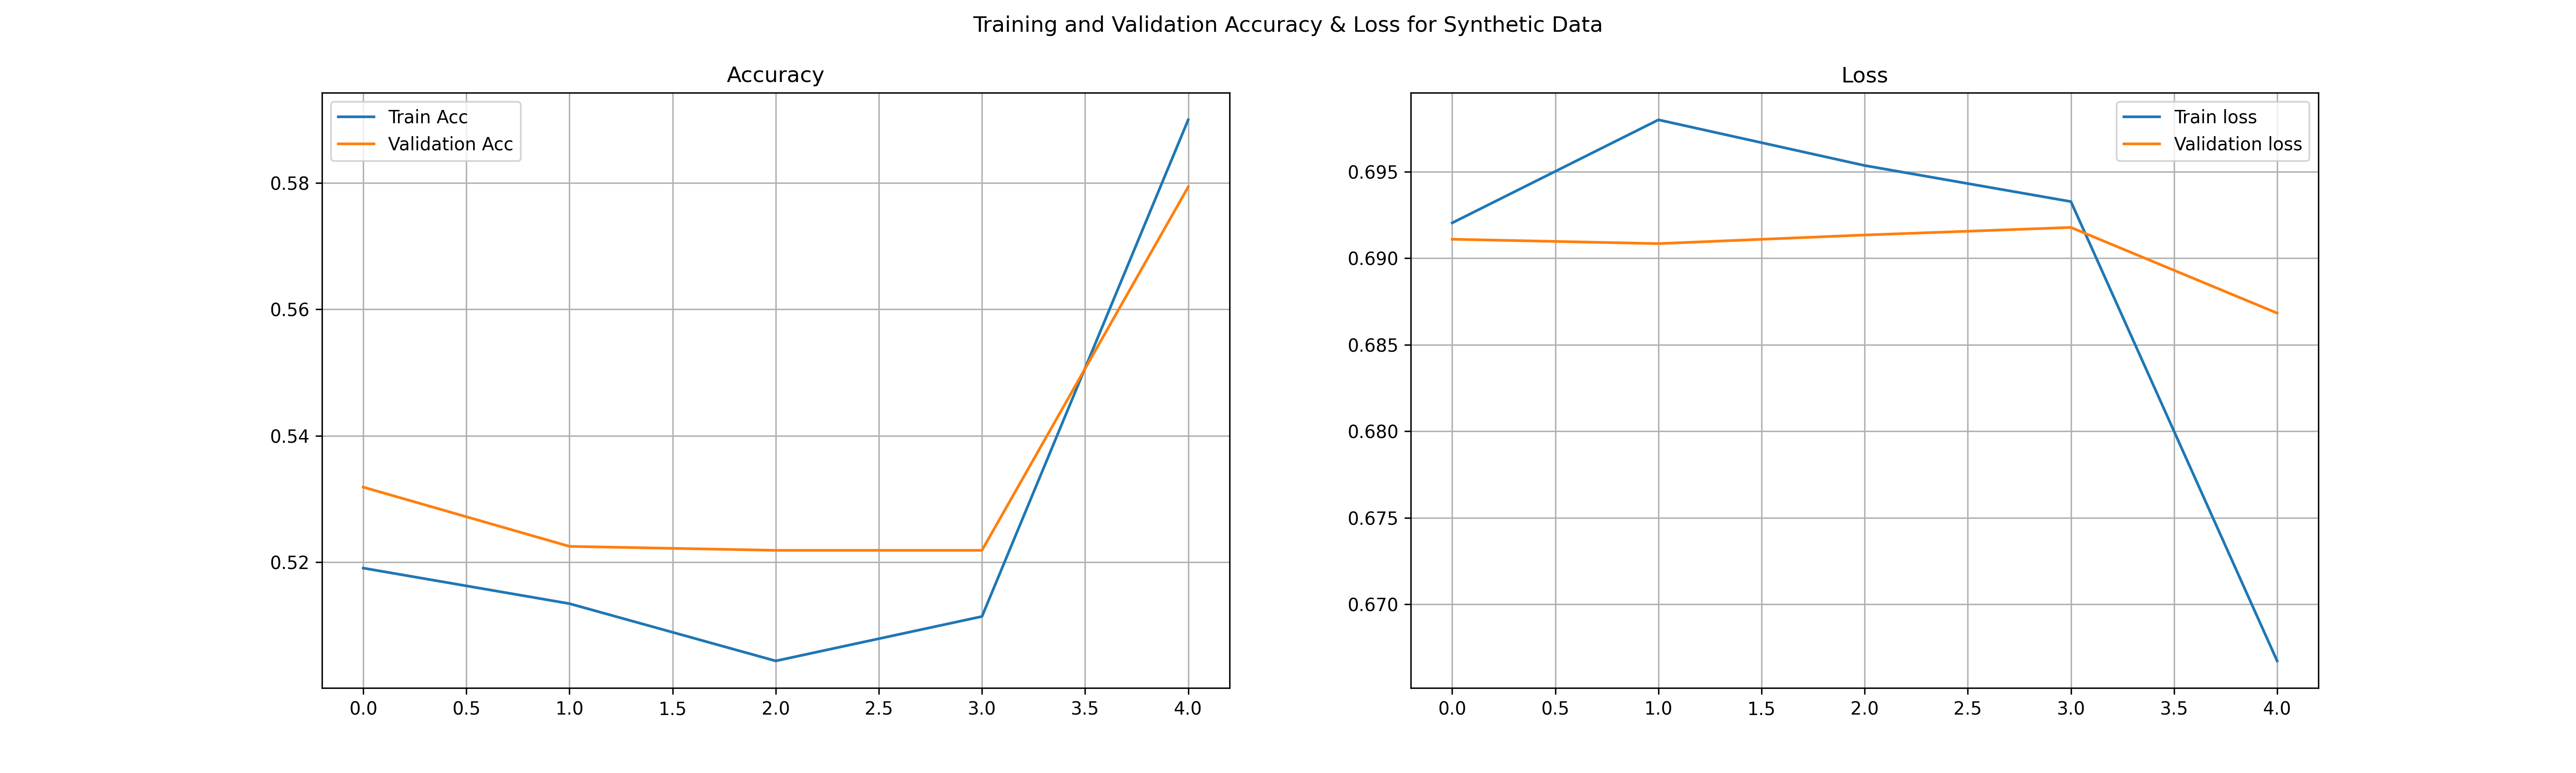 Training and Validation Accuracy & Loss for Synthetic Data
Accuracy
Train Acc
Validation Acc
0.58
0.56
0.54
0.52
0.0 0.5 1.0 1.5 2.0 2.5 3.0 3.5 4.0
Loss
Train loss
Validation loss
0.695
0.690
0.685
0.680
0.675
0.670
0.0 0.5 1.0 1.5 2.0 2.5 3.0 3.5 4.0